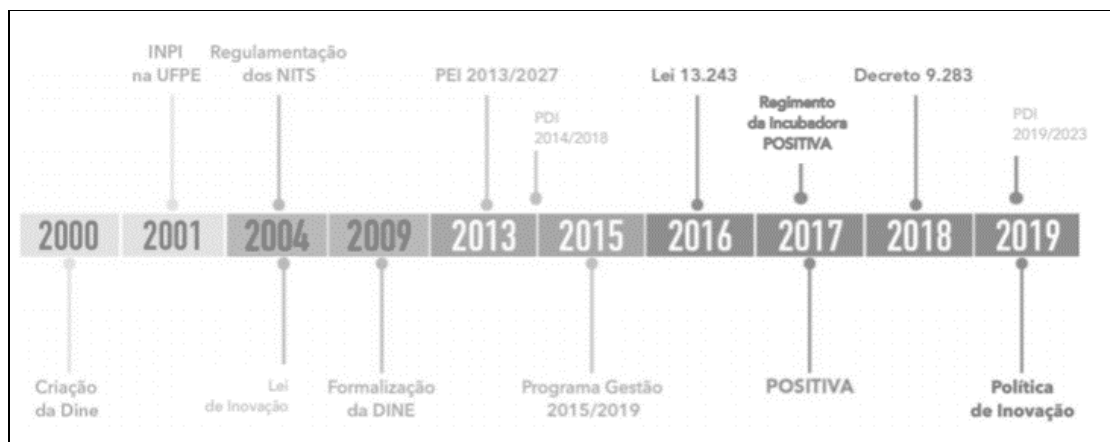 INPI
na UFPE
Regulamentação
dos NITS
PEI 2013/2027
PDI
2014/2018
Lei 13.243
Regimento
da Incubadora
POSITIVA
Decreto 9.283
PDI
2019/2023
2000 2001 2004 2009 2013 2015 2016 2017 2018 2019
Criação
da Dine
Lei
de Inovação
Formalização
da DINE
Programa Gestão
2015/2019
POSITIVA
Política
de Inovação